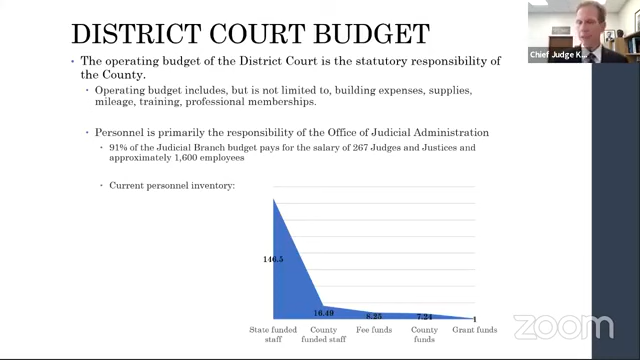 DISTRICT COURT BUDGET
Chief Judge K...
The operating budget of the District Court is the statutory responsibility of
the County.
Operating budget includes, but is not limited to, building expenses, supplies,
mileage, training, professional memberships.
Personnel is primarily the responsibility of the Office of Judicial Administration
91% of the Judicial Branch budget pays for the salary of 267 Judges and Justices and
approximately 1,600 employees
Current personnel inventory:
146.5
16.49
8.25
7.24
1
State funded
staff
County
funded staff
Fee funds
County
funds
Grant funds
zoom